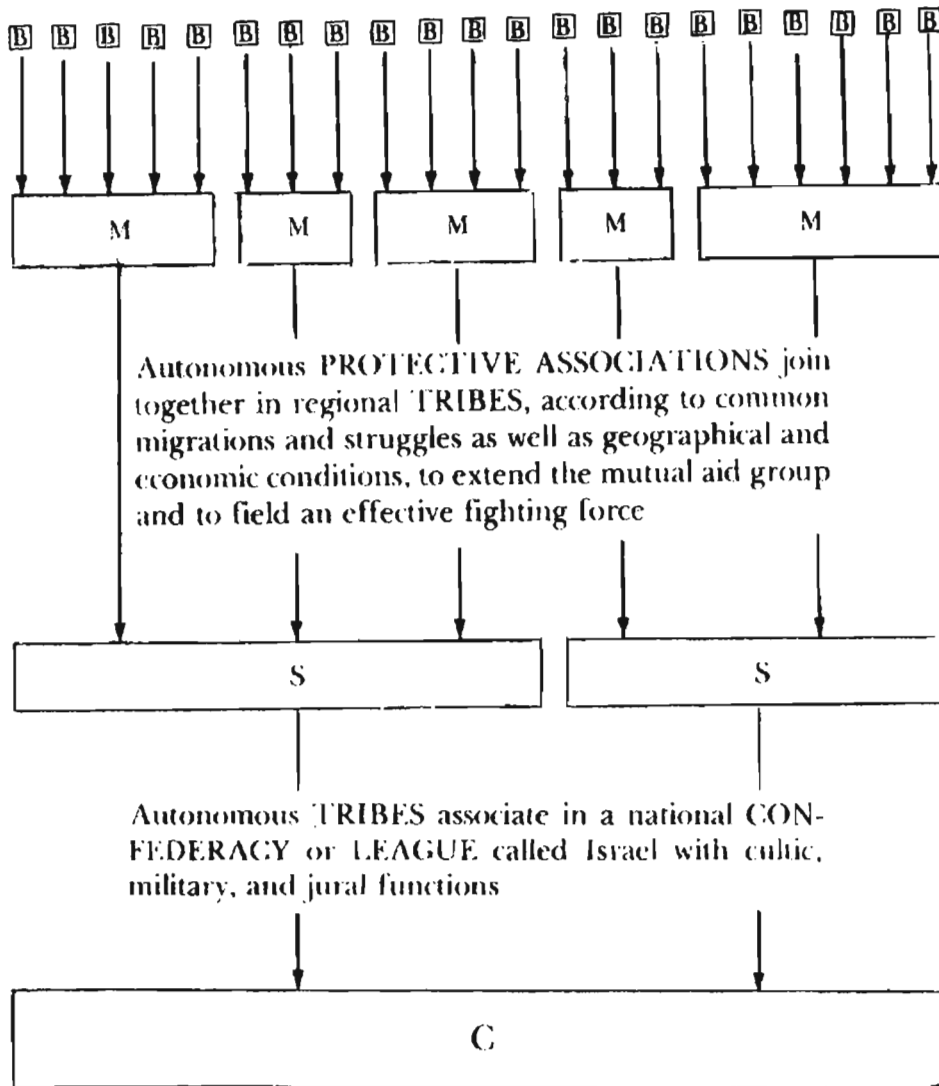 B B B B B B B B B B B B B B B B B B B B B
M M M M M
Autonomous PROTECTIVE ASSOCIATIONS join
together in regional TRIBES, according to common
migrations and struggles as well as geographical and
economic conditions, to extend the mutual aid group
and to field an effective fighting force
S S
Autonomous TRIBES associate in a national CON-
FEDERACY or LEAGUE called Israel with cultic,
military, and jural functions
C